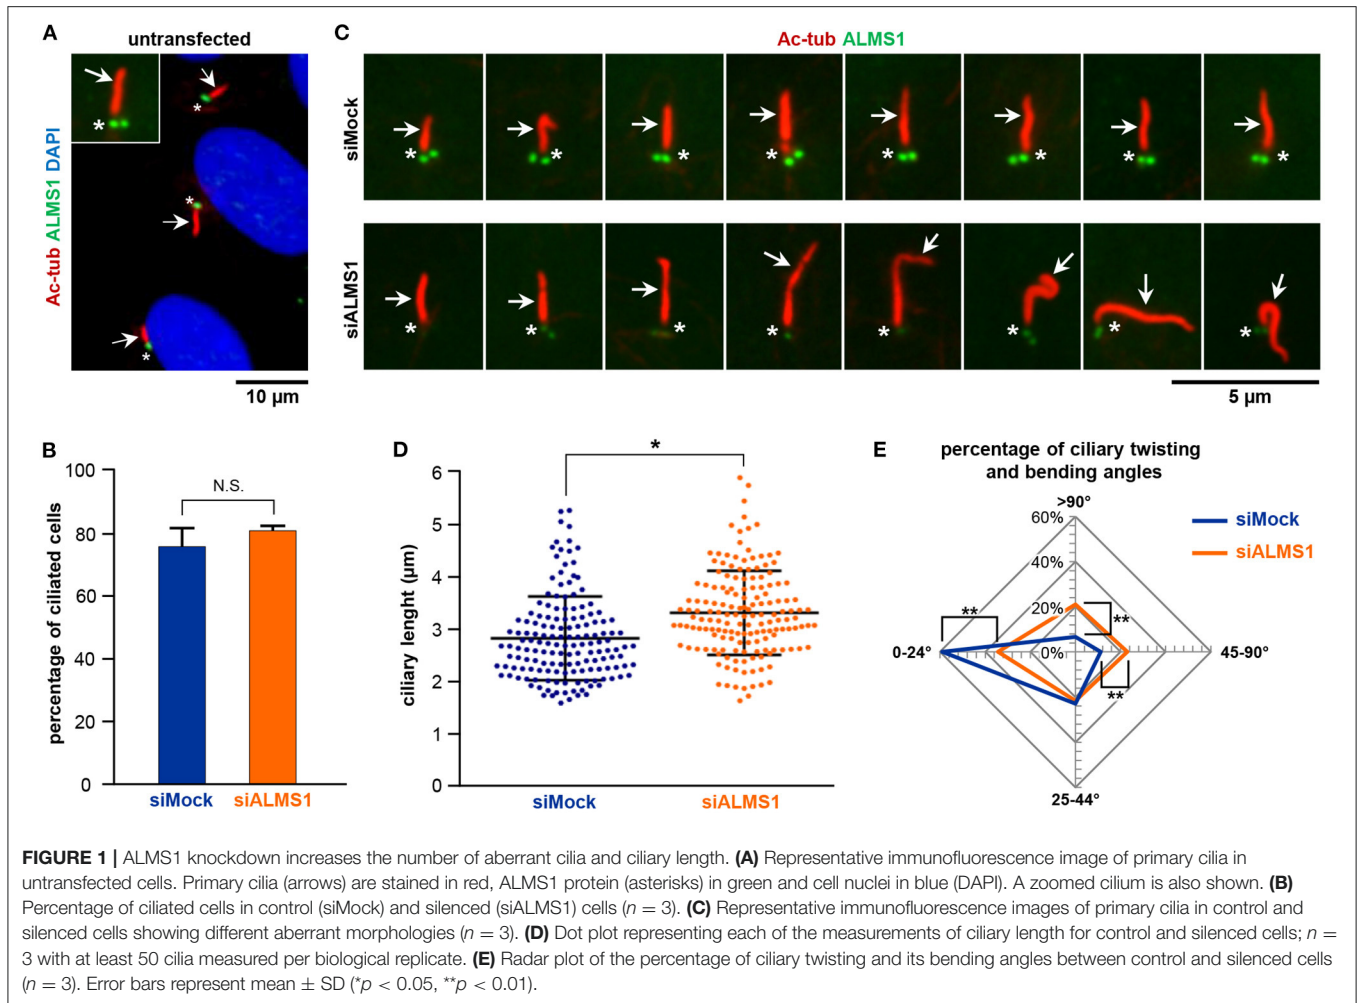 A
untransfected
Ac-tub ALMS1 DAPI
*
*
*
*
10 µm
C
Ac-tub ALMS1
siMock
* * * * * * * *
siALMS1
* * * * * * * *
5 µm
B
percentage of ciliated cells
100
80
60
40
20
0
N.S.
siMock siALMS1
D
ciliary lenght (µm)
6
5
4
3
2
1
0
*
siMock siALMS1
E
percentage of ciliary twisting
and bending angles
>90°
60%
40%
20%
0%
0-24°
45-90°
25-44°
**
**
**
siMock
siALMS1
FIGURE 1 | ALMS1 knockdown increases the number of aberrant cilia and ciliary length. (A) Representative immunofluorescence image of primary cilia in
untransfected cells. Primary cilia (arrows) are stained in red, ALMS1 protein (asterisks) in green and cell nuclei in blue (DAPI). A zoomed cilium is also shown. (B)
Percentage of ciliated cells in control (siMock) and silenced (siALMS1) cells (n = 3). (C) Representative immunofluorescence images of primary cilia in control and
silenced cells showing different aberrant morphologies (n = 3). (D) Dot plot representing each of the measurements of ciliary length for control and silenced cells; n =
3 with at least 50 cilia measured per biological replicate. (E) Radar plot of the percentage of ciliary twisting and its bending angles between control and silenced cells
(n = 3). Error bars represent mean ± SD (*p < 0.05, **p < 0.01).